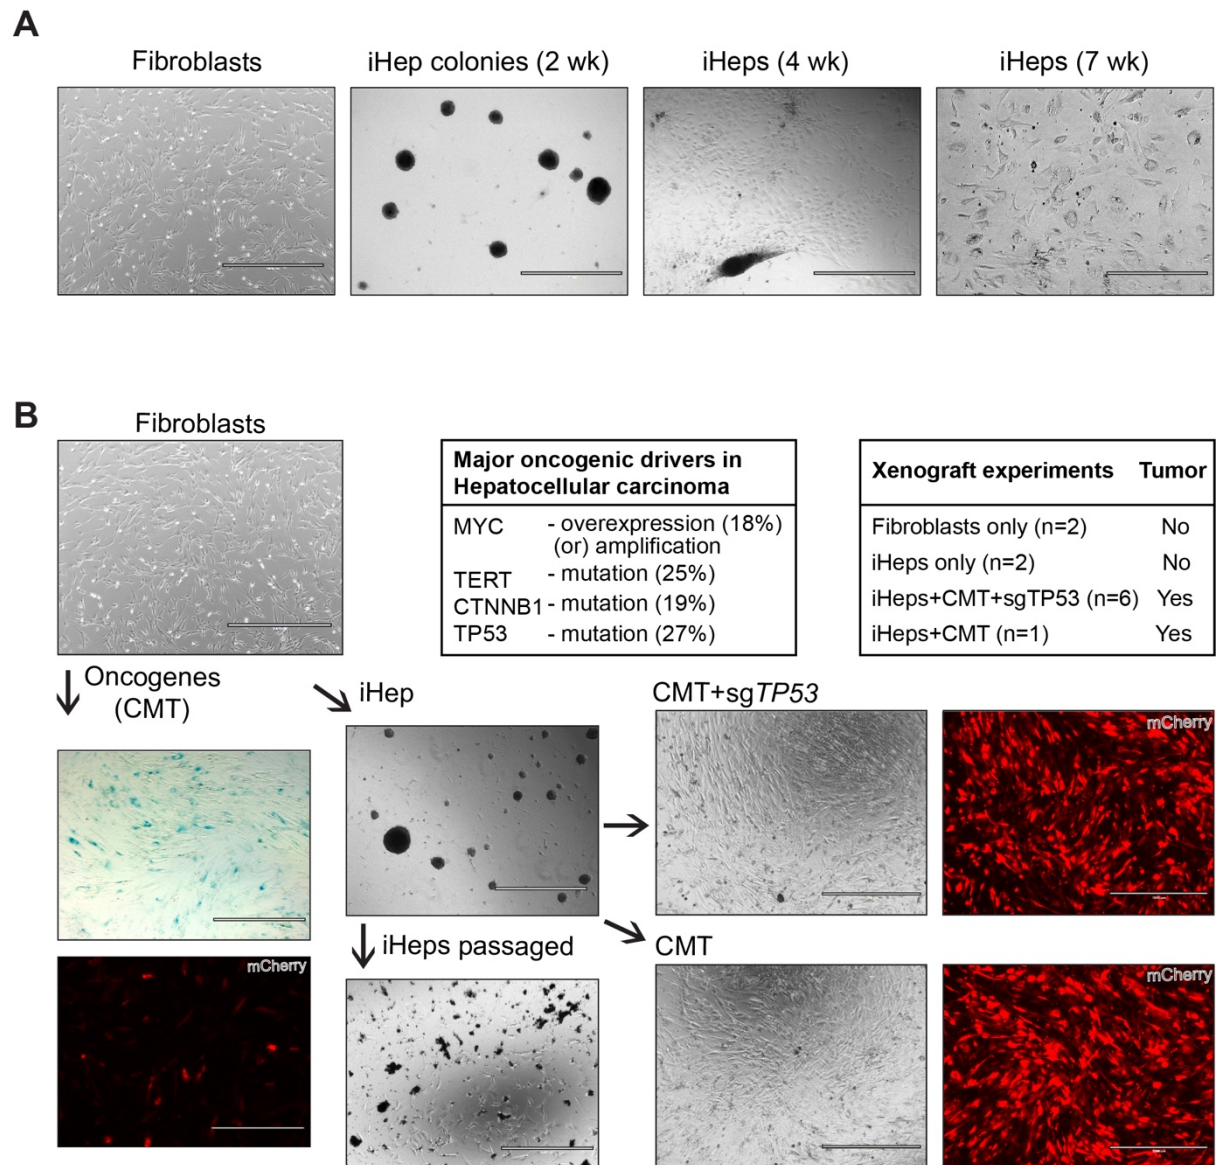 A
Fibroblasts
iHep colonies (2 wk)
iHeps (4 wk)
iHeps (7 wk)
B
Fibroblasts
Major oncogenic drivers in
Hepatocellular carcinoma
MYC - overexpression (18%)
(or) amplification
TERT - mutation (25%)
CTNNB1 - mutation (19%)
TP53 - mutation (27%)
Xenograft experiments Tumor
Fibroblasts only (n=2) No
iHeps only (n=2) No
iHeps+CMT+sgTP53 (n=6) Yes
iHeps+CMT (n=1) Yes
Oncogenes
(CMT)
iHep
CMT+sgTP53
mCherry
iHeps passaged
CMT
mCherry
mCherry